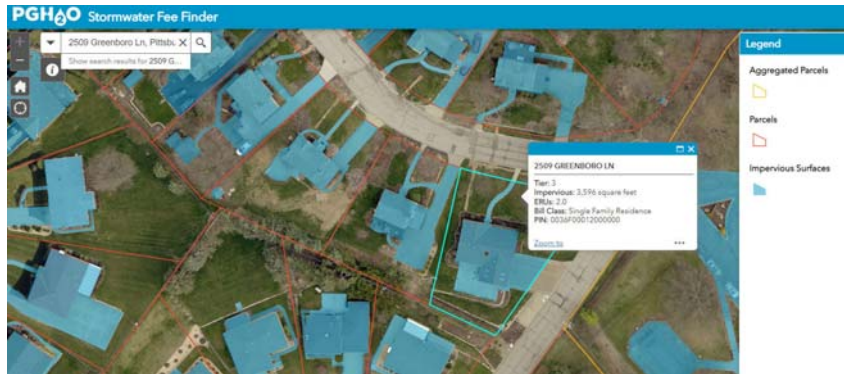 PGH2O Stormwater Fee Finder
2509 Greenboro Ln, Pittsbu
Show search results for 2509 G...
Legend
Aggregated Parcels
Parcels
Impervious Surfaces
2509 GREENBORO LN
Tier: 3
Impervious: 3,596 square feet
ERUs: 2.0
Bill Class: Single Family Residence
PIN: 0036F00012000000
Zoom to